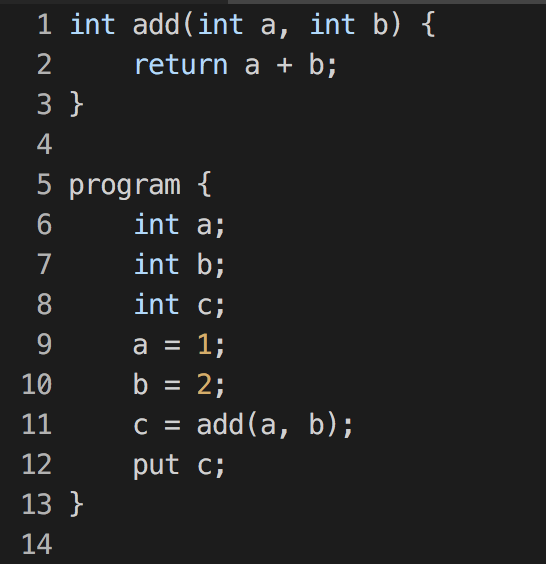 1 int add(int a, int b) {
2     return a + b;
3 }
4
5 program {
6     int a;
7     int b;
8     int c;
9     a = 1;
10     b = 2;
11     c = add(a, b);
12     put c;
13 }
14